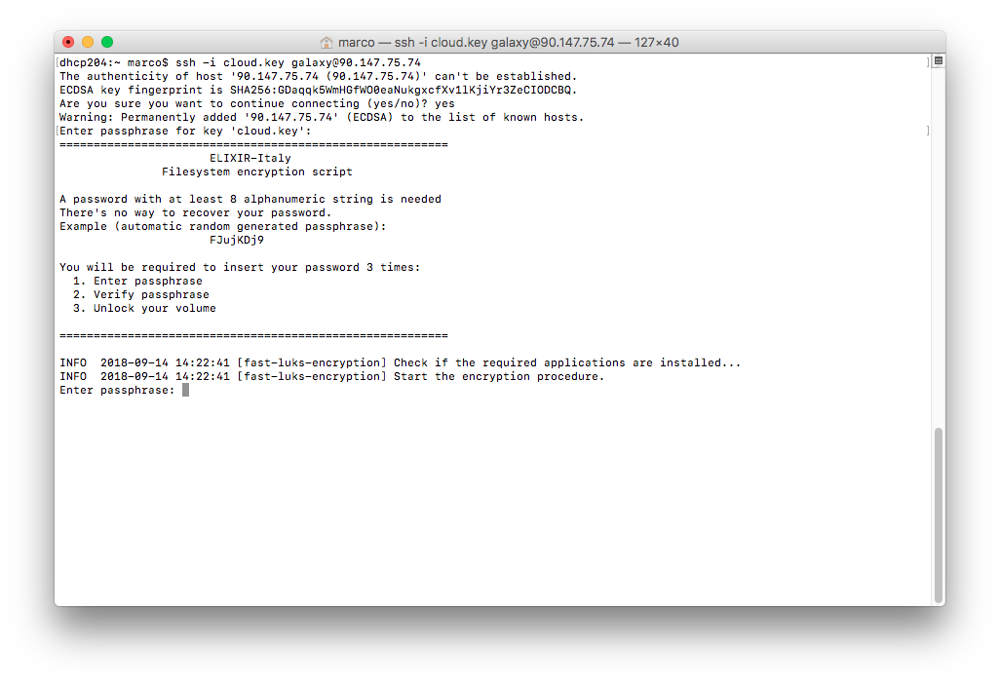 marco — ssh -i cloud.key galaxy@90.147.75.74 — 127×40
[dhcp204:~ marco$ ssh -i cloud.key galaxy@90.147.75.74 ]
The authenticity of host '90.147.75.74 (90.147.75.74)' can't be established.
ECDSA key fingerprint is SHA256:GDaqqk5WmHGfWO0eaNukgxcfXv1lKjiYr3ZeCIODCBQ.
Are you sure you want to continue connecting (yes/no)? yes
Warning: Permanently added '90.147.75.74' (ECDSA) to the list of known hosts.
[Enter passphrase for key 'cloud.key': ]
=========================================================
ELIXIR-Italy
Filesystem encryption script
A password with at least 8 alphanumeric string is needed
There's no way to recover your password.
Example (automatic random generated passphrase):
FJujKDj9
You will be required to insert your password 3 times:
1. Enter passphrase
2. Verify passphrase
3. Unlock your volume
=========================================================
INFO  2018-09-14 14:22:41 [fast-luks-encryption] Check if the required applications are installed...
INFO  2018-09-14 14:22:41 [fast-luks-encryption] Start the encryption procedure.
Enter passphrase: